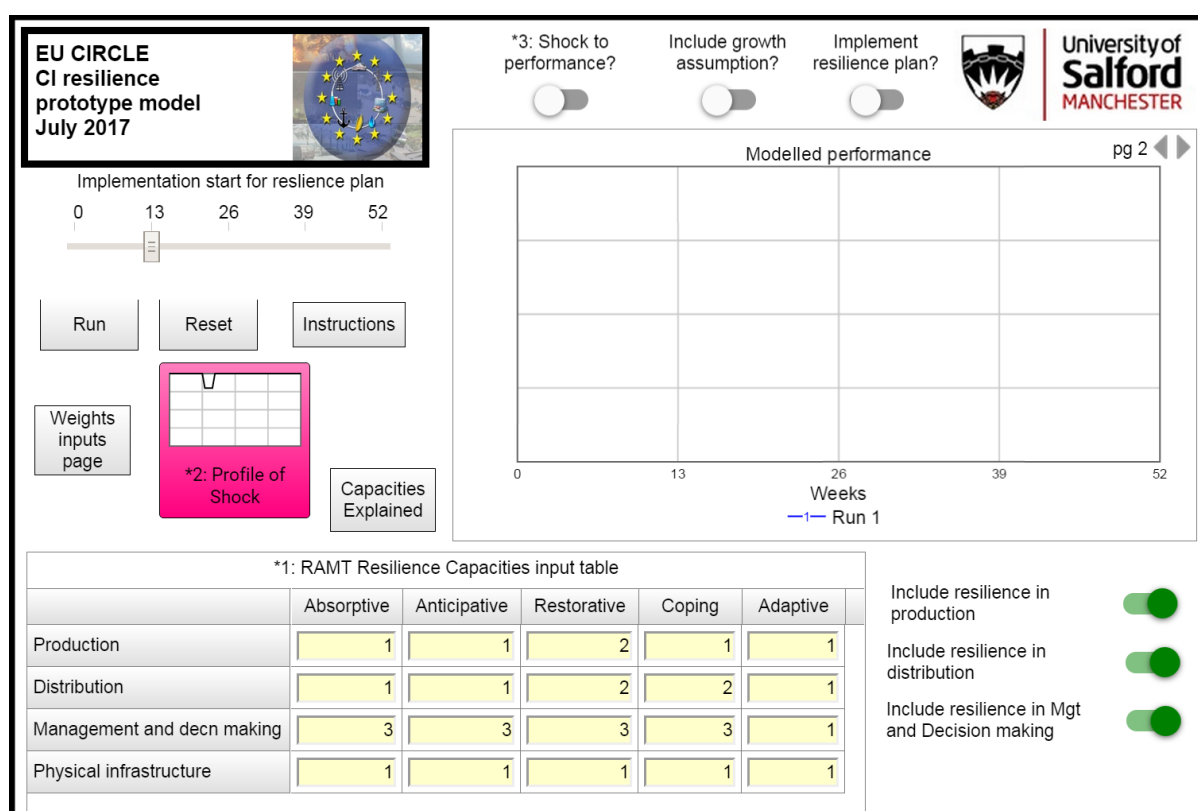 EU CIRCLE
CI resilience
prototype model
July 2017
*3: Shock to
performance?
Include growth
assumption?
Implement
resilience plan?
University of
Salford
MANCHESTER
Implementation start for reslience plan
0 13 26 39 52
Run
Reset
Instructions
Weights
inputs
page
*2: Profile of
Shock
Capacities
Explained
Modelled performance
pg 2
0 13 26 39 52
Weeks
1 Run 1
*1: RAMT Resilience Capacities input table
Absorptive Anticipative Restorative Coping Adaptive
Production 1 1 2 1 1
Distribution 1 1 2 2 1
Management and decn making 3 3 3 3 1
Physical infrastructure 1 1 1 1 1
Include resilience in
production
Include resilience in
distribution
Include resilience in Mgt
and Decision making